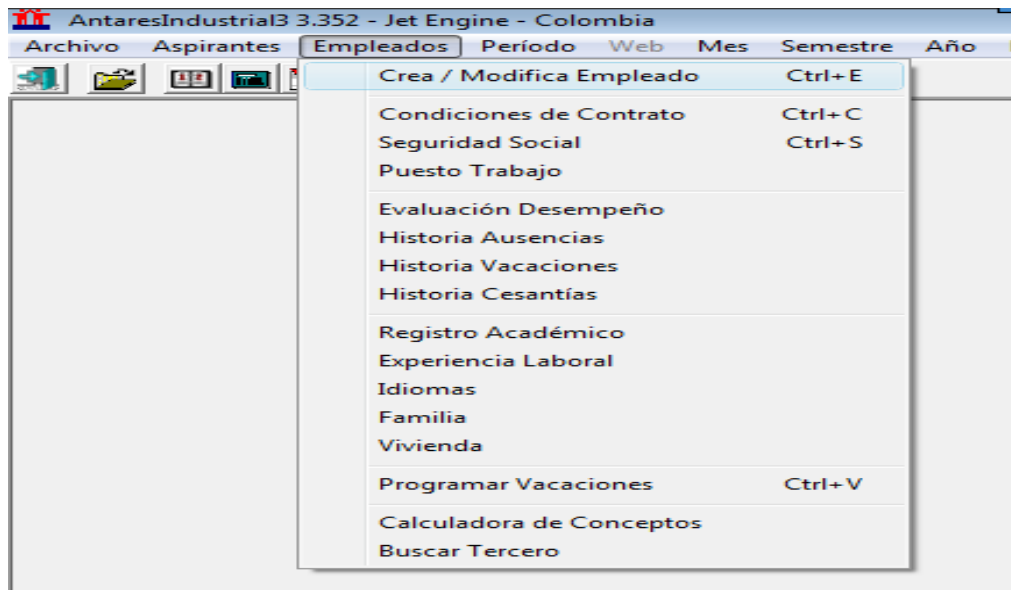 AntaresIndustrial3 3.352 - Jet Engine - Colombia
Archivo Aspirantes Empleados Período Web Mes Semestre Año
Crea / Modifica Empleado Ctrl+E
Condiciones de Contrato Ctrl+C
Seguridad Social Ctrl+S
Puesto Trabajo
Evaluación Desempeño
Historia Ausencias
Historia Vacaciones
Historia Cesantías
Registro Académico
Experiencia Laboral
Idiomas
Familia
Vivienda
Programar Vacaciones Ctrl+V
Calculadora de Conceptos
Buscar Tercero